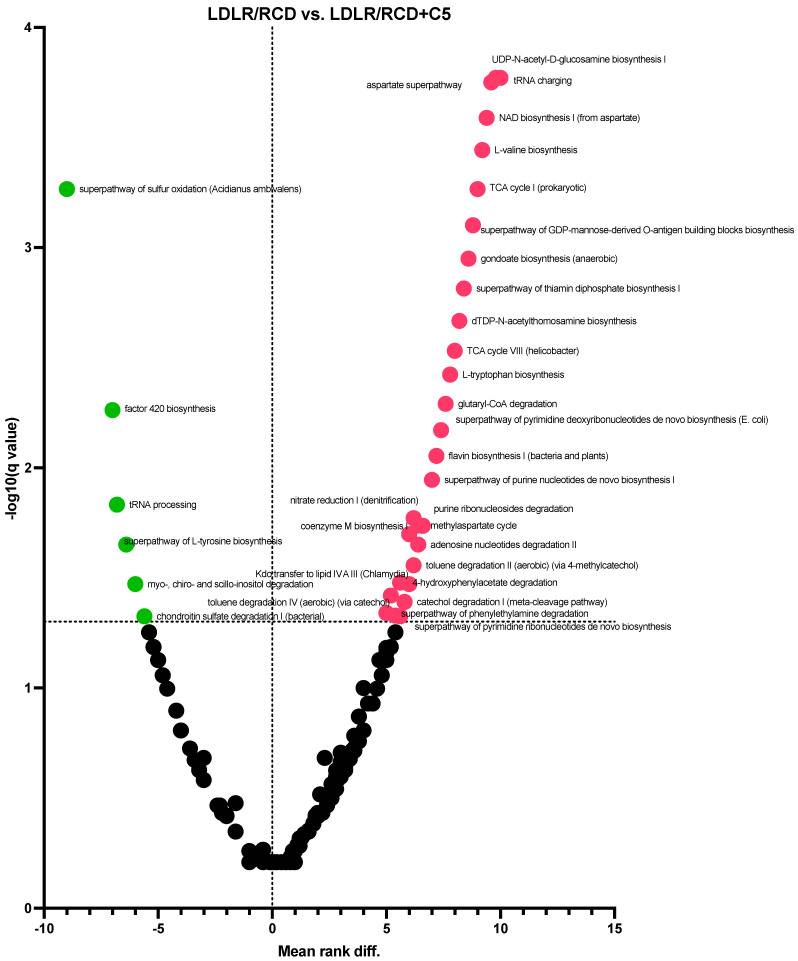 LDLR/RCD vs. LDLR/RCD+C5
4
UDP-N-acetyl-D-glucosamine biosynthesis I
aspartate superpathway
tRNA charging
NAD biosynthesis I (from aspartate)
L-valine biosynthesis
superpathway of sulfur oxidation (Acidianus ambivalens)
TCA cycle I (prokaryotic)
superpathway of GDP-mannose-derived O-antigen building blocks biosynthesis
3
gondoate biosynthesis (anaerobic)
superpathway of thiamin diphosphate biosynthesis I
dTDP-N-acetylthomosamine biosynthesis
TCA cycle VIII (helicobacter)
L-tryptophan biosynthesis
factor 420 biosynthesis
glutaryl-CoA degradation
superpathway of pyrimidine deoxyribonucleotides de novo biosynthesis (E. coli)
-log10(q value)
2
flavin biosynthesis I (bacteria and plants)
superpathway of purine nucleotides de novo biosynthesis I
tRNA processing
nitrate reduction I (denitrification)
purine ribonucleosides degradation
coenzyme M biosynthesis I
methylaspartate cycle
superpathway of L-tyrosine biosynthesis
adenosine nucleotides degradation II
toluene degradation II (aerobic) (via 4-methylcatechol)
Kdo transfer to lipid IVA III (Chlamydia)
myo-, chiro- and scillo-inositol degradation
4-hydroxyphenylacetate degradation
toluene degradation IV (aerobic) (via catechol)
catechol degradation I (meta-cleavage pathway)
chondroitin sulfate degradation I (bacterial)
superpathway of phenylethylamine degradation
superpathway of pyrimidine ribonucleotides de novo biosynthesis
1
0
-10
-5
0
5
10
15
Mean rank diff.